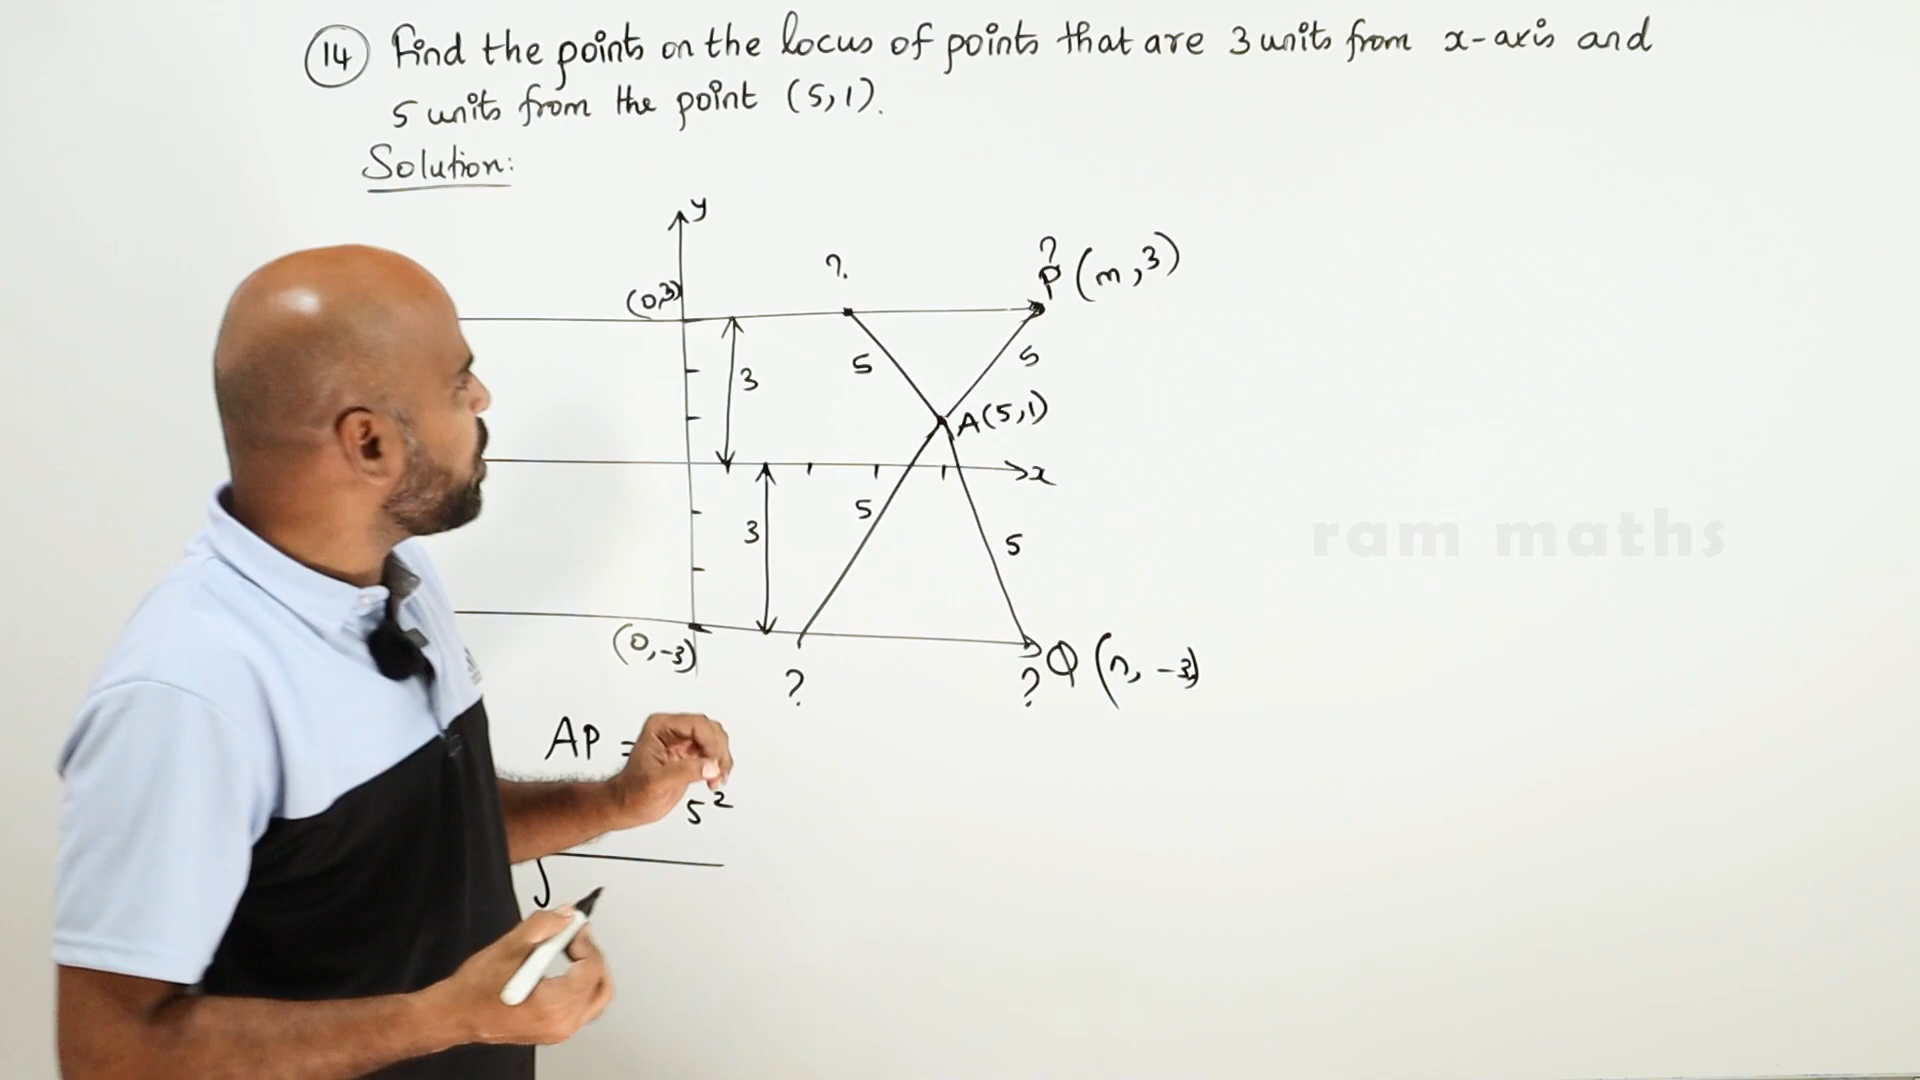 14 Find the points on the locus of points that are 3 units from x-axis and
5 units from the point (5,1).
Solution:
y
?
? P (m,3)
(0,3)
3
5
5
A(5,1)
x
5
3
5
(0,-3)
? Q (n, -3)
?
AP =
5²
√
ram maths